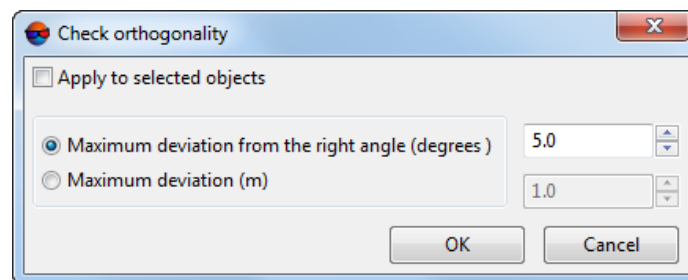 Check orthogonality
Apply to selected objects
Maximum deviation from the right angle (degrees ) 5.0
Maximum deviation (m) 1.0
OK Cancel